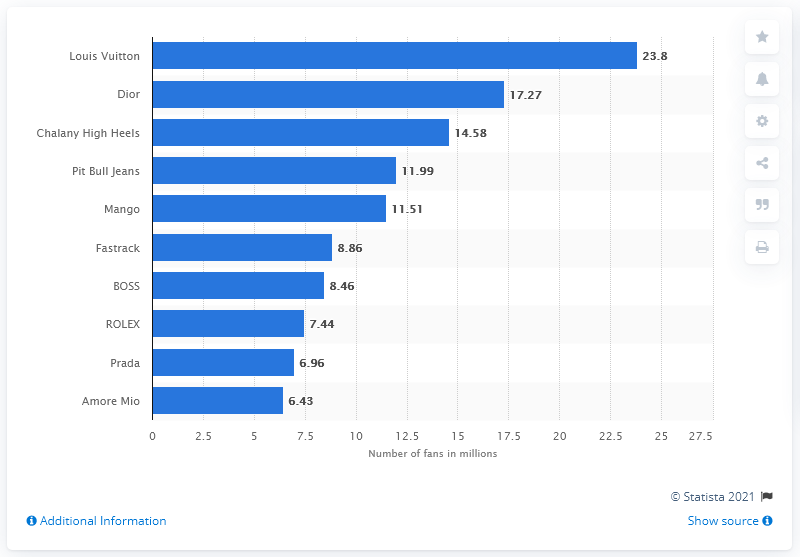 Louis Vuitton 23.8
Dior 17.27
Chalany High Heels 14.58
Pit Bull Jeans 11.99
Mango 11.51
Fastrack 8.86
BOSS 8.46
ROLEX 7.44
Prada 6.96
Amore Mio 6.43
0 2.5 5 7.5 10 12.5 15 17.5 20 22.5 25 27.5
Number of fans in millions
© Statista 2021
Additional Information Show source